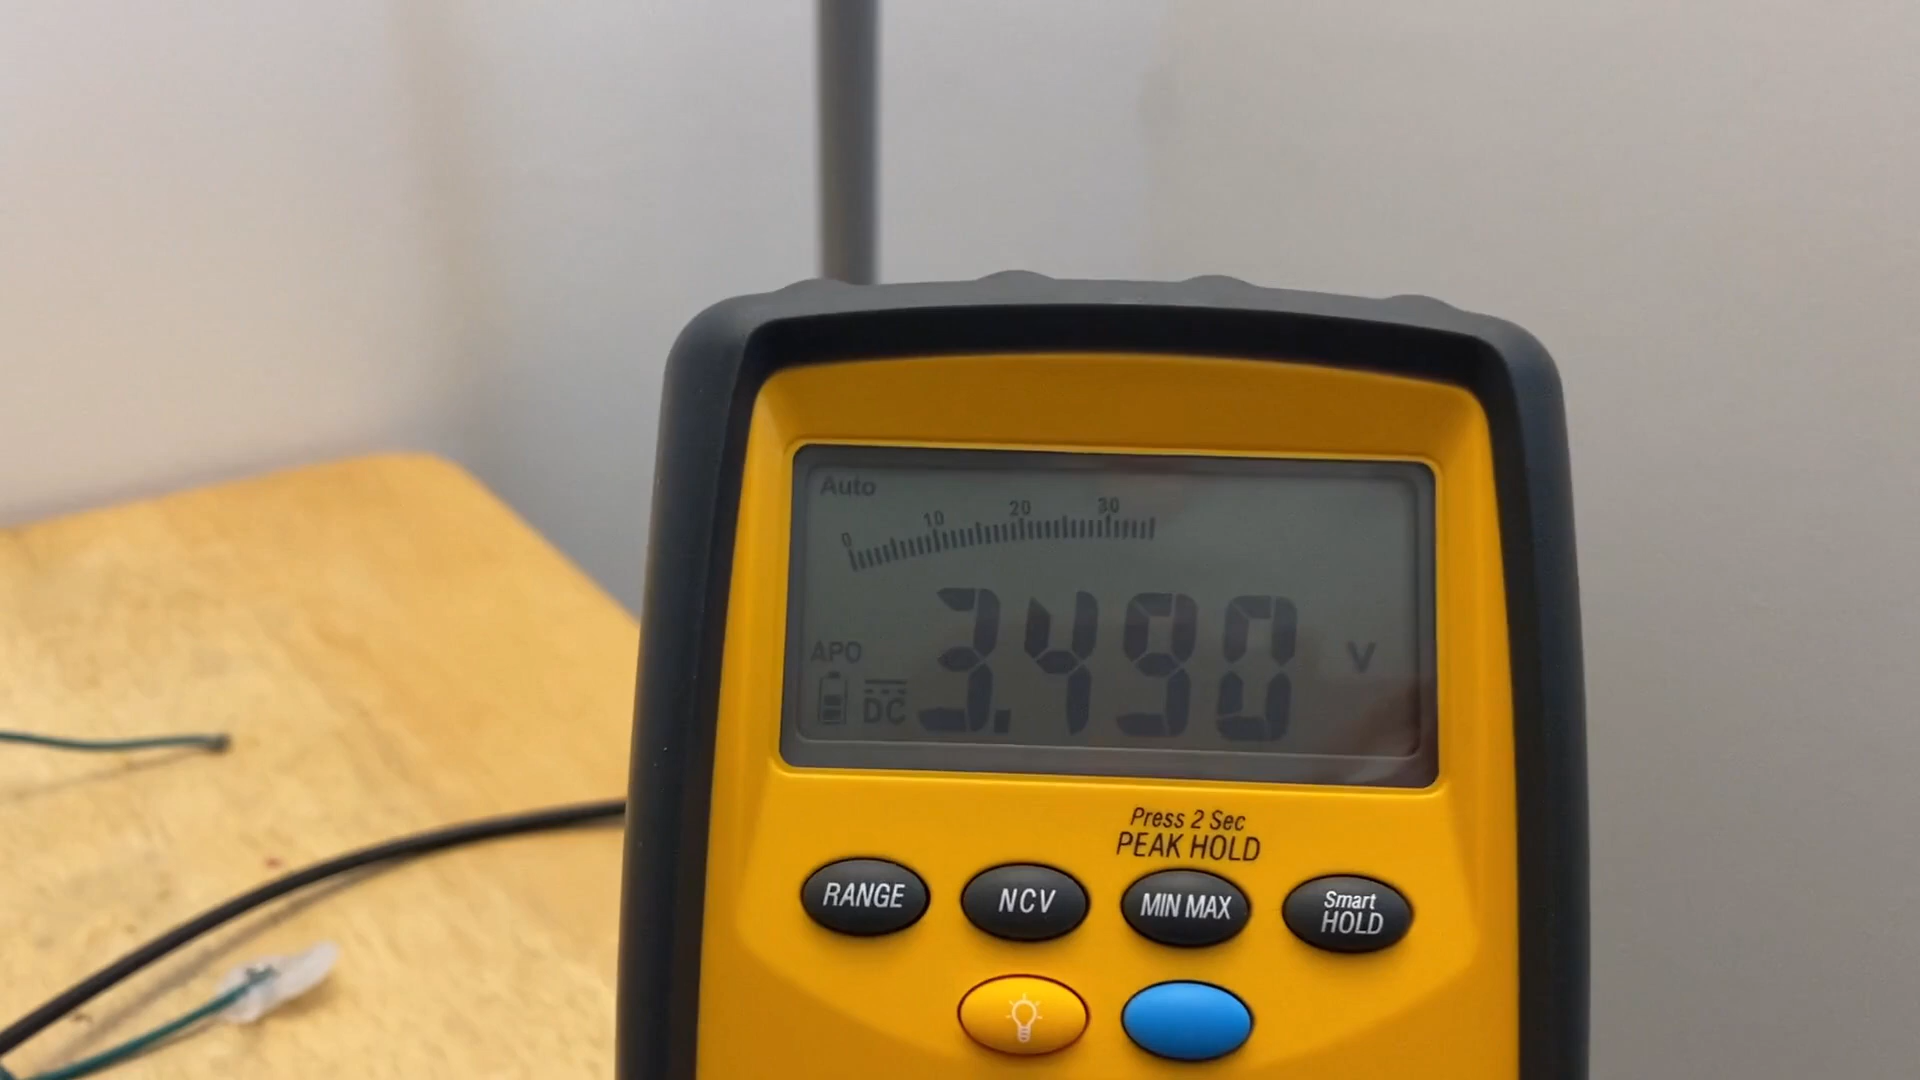 Auto
0 10 20 30
APO
DC 3.490 V
Press 2 Sec
PEAK HOLD
RANGE NCV MIN MAX Smart HOLD